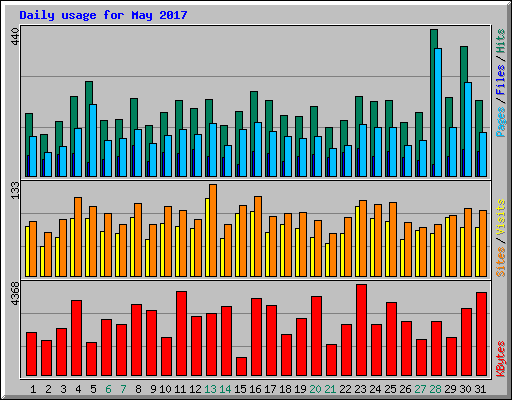 Daily usage for May 2017
440
Pages / Files / Hits
133
Sites / Visits
4368
KBytes
1 2 3 4 5 6 7 8 9 10 11 12 13 14 15 16 17 18 19 20 21 22 23 24 25 26 27 28 29 30 31